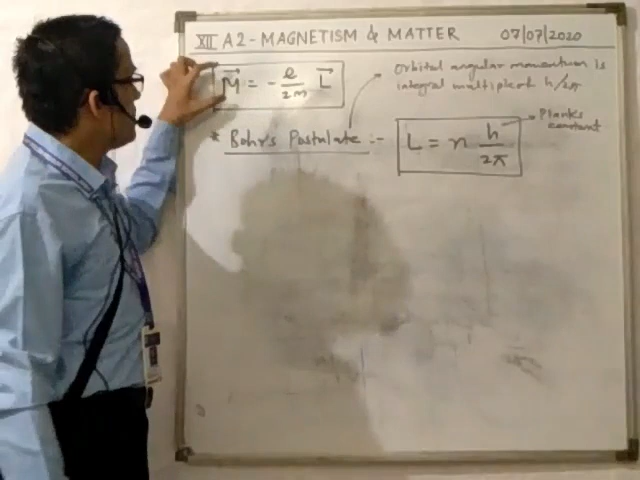 XII A2 - MAGNETISM & MATTER 07/07/2020
M⃗ = - e/2m L⃗
Orbital angular momentum is
integral multiple of h/2π
* Bohr's Postulate :-
L = n h/2π
Planks
constant